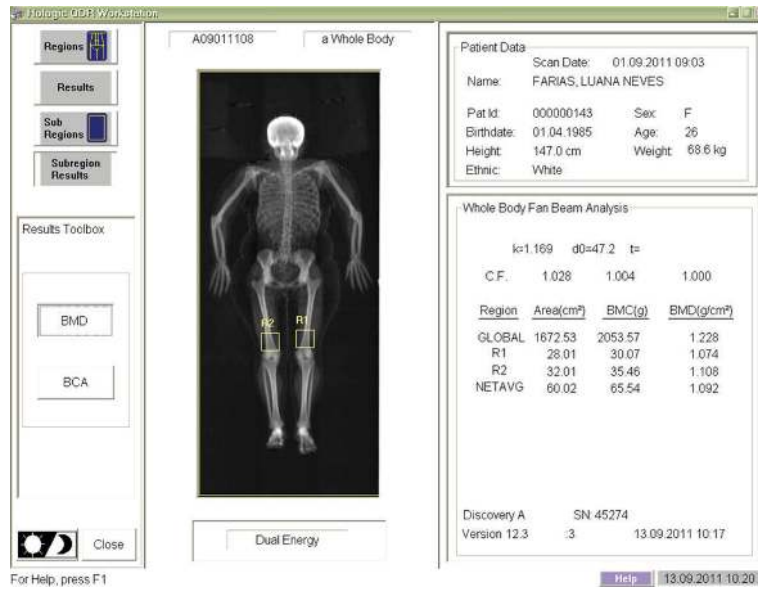 Hologic QDR Workstation
Regions
Results
Sub
Regions
Subregion
Results
Results Toolbox
BMD
BCA
Close
For Help, press F1
A09011108 a Whole Body
R2 R1
Dual Energy
Patient Data
Scan Date: 01.09.2011 09:03
Name: FARIAS, LUANA NEVES
Pat Id: 000000143 Sex: F
Birthdate: 01.04.1985 Age: 26
Height: 147.0 cm Weight: 68.6 kg
Ethnic: White
Whole Body Fan Beam Analysis
k=1.169 d0=47.2 t=
C.F. 1.028 1.004 1.000
Region Area(cm²) BMC(g) BMD(g/cm²)
GLOBAL 1672.53 2053.57 1.228
R1 28.01 30.07 1.074
R2 32.01 35.46 1.108
NETAVG 60.02 65.54 1.092
Discovery A SN: 45274
Version 12.3 :3 13.09.2011 10:17
Help 13.09.2011 10:20